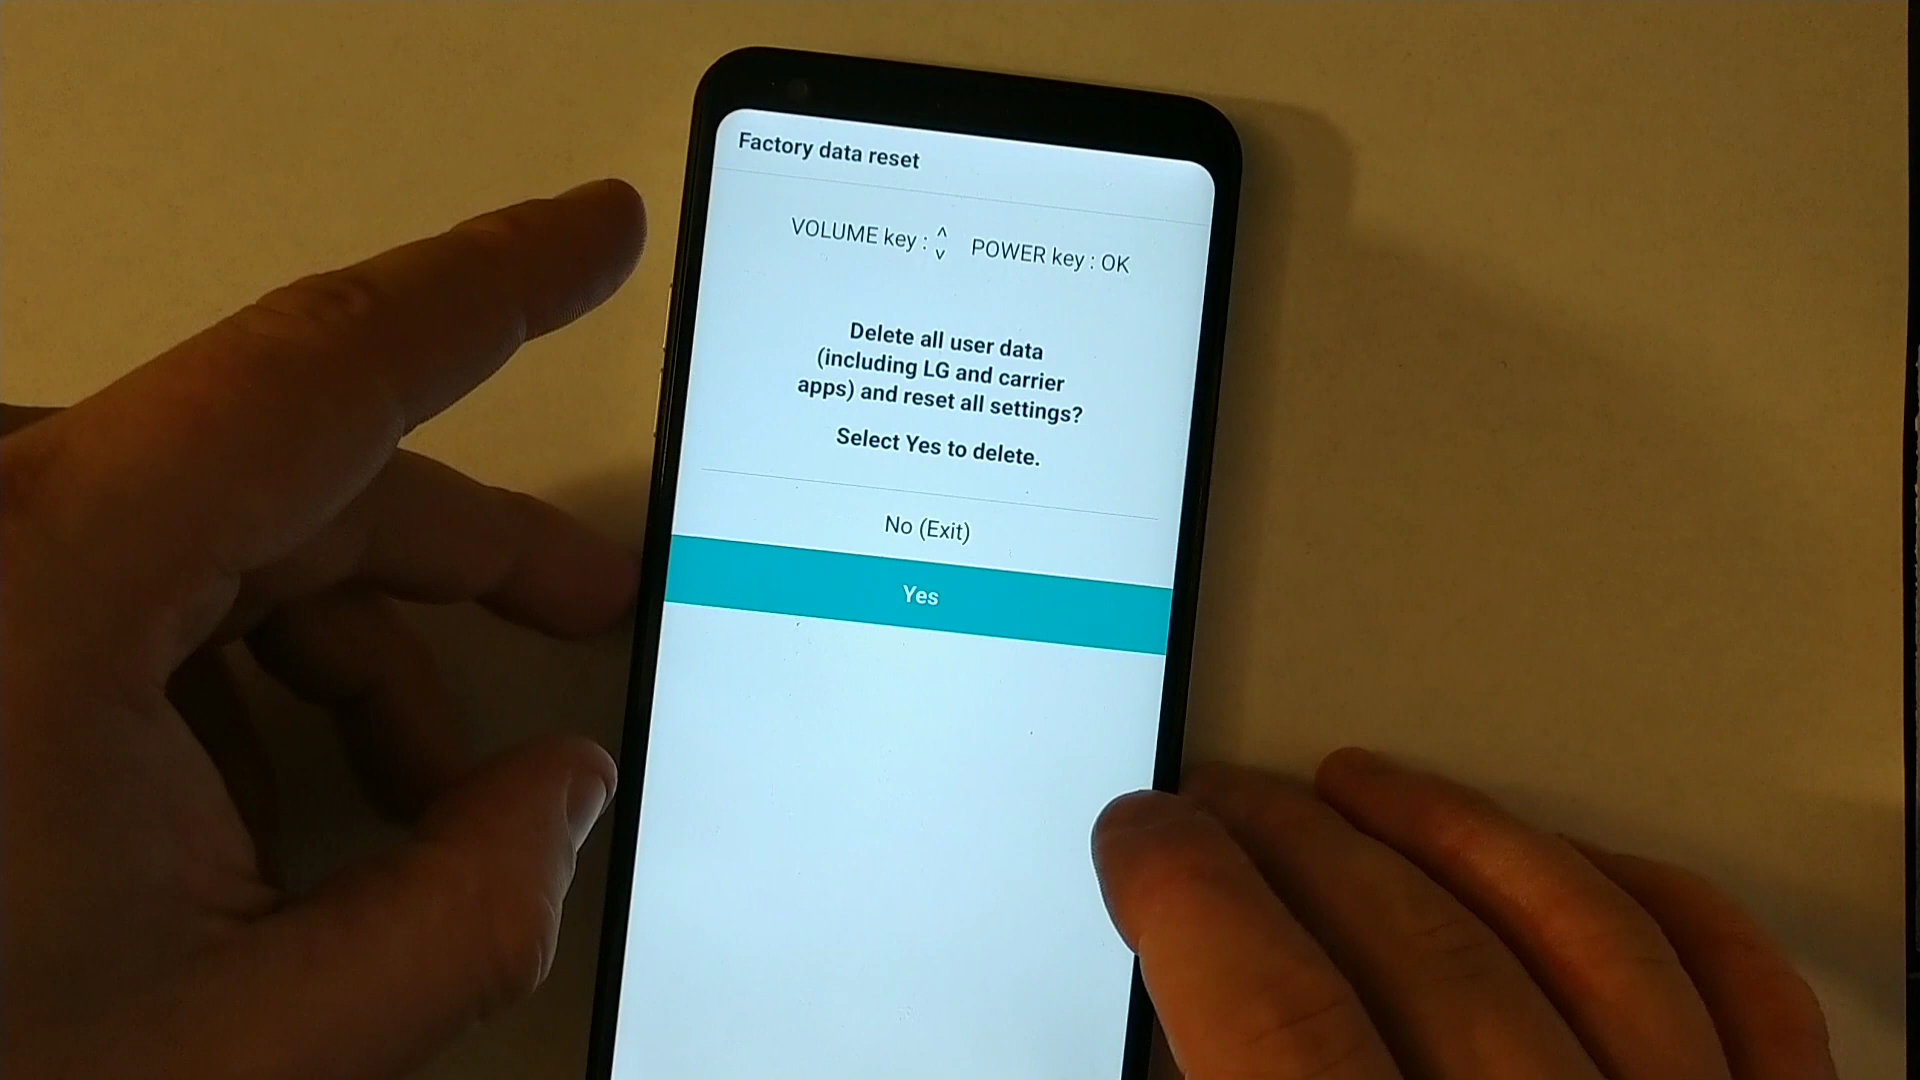 Factory data reset
VOLUME key : ^ v POWER key : OK
Delete all user data
(including LG and carrier
apps) and reset all settings?
Select Yes to delete.
No (Exit)
Yes